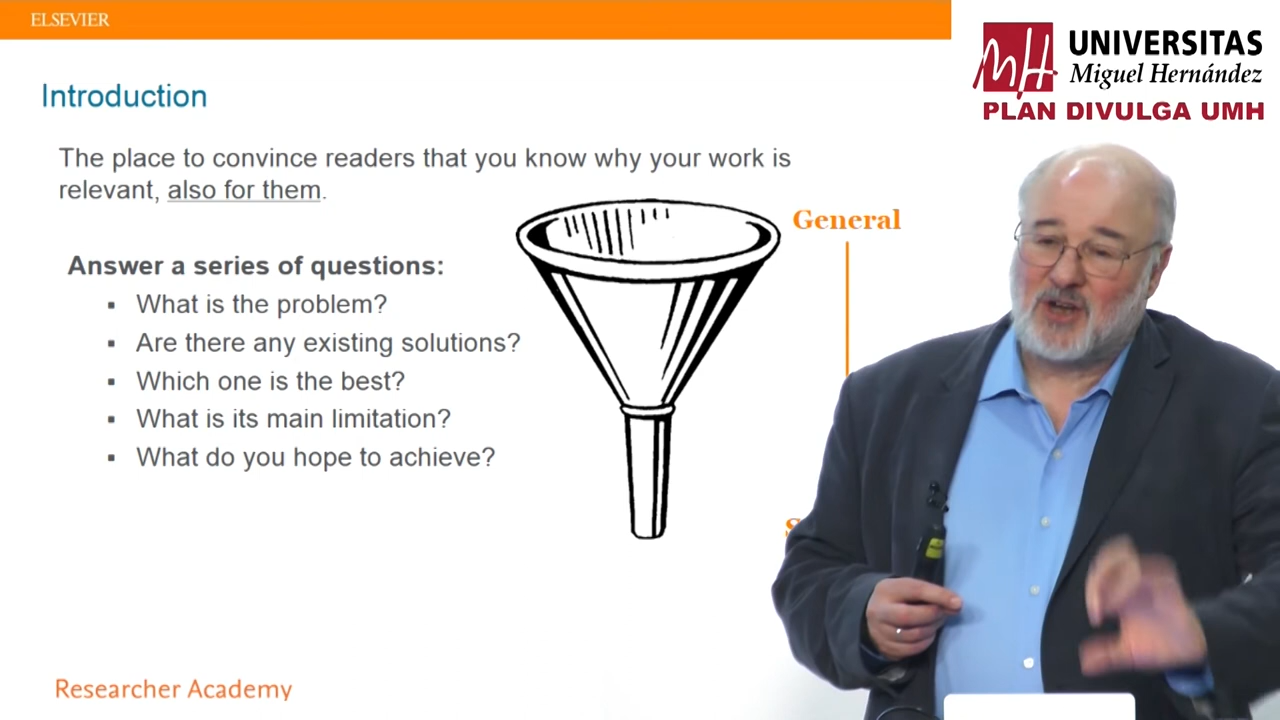 ELSEVIER
UNIVERSITAS
Miguel Hernández
PLAN DIVULGA UMH
Introduction
The place to convince readers that you know why your work is
relevant, also for them.
General
Answer a series of questions:
▪ What is the problem?
▪ Are there any existing solutions?
▪ Which one is the best?
▪ What is its main limitation?
▪ What do you hope to achieve?
Researcher Academy